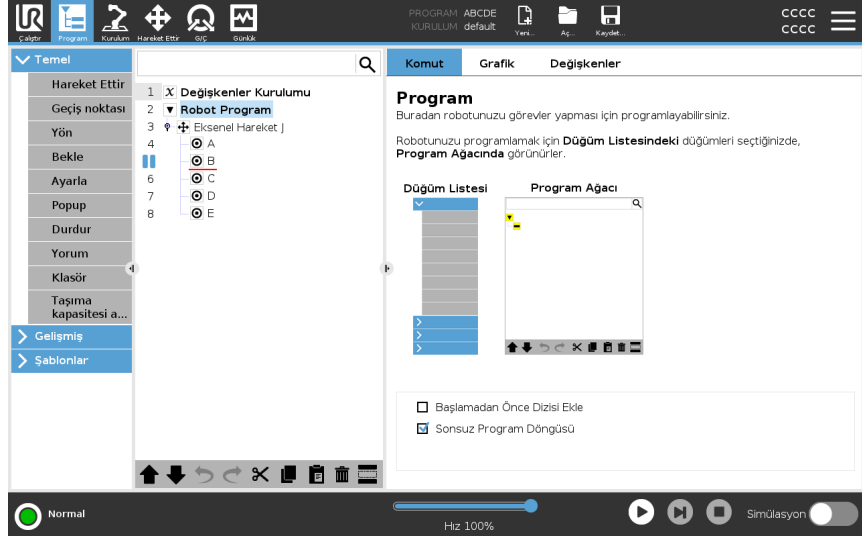 UR
PROGRAM ABCDE
KURULUM default
Yeni...
Aç...
Kaydet...
cccc
cccc
Çalıştır
Program
Kurulum
Hareket Ettir
G/Ç
Günlük
Temel
Hareket Ettir
Geçiş noktası
Yön
Bekle
Ayarla
Popup
Durdur
Yorum
Klasör
Taşıma
kapasitesi a...
Gelişmiş
Şablonlar
1 X Değişkenler Kurulumu
2 Robot Program
3 Eksenel Hareket J
4 A
B
6 C
7 D
8 E
Komut Grafik Değişkenler
Program
Buradan robotunuzu görevler yapması için programlayabilirsiniz.
Robotunuzu programlamak için Düğüm Listesindeki düğümleri seçtiğinizde,
Program Ağacında görünürler.
Düğüm Listesi
Program Ağacı
Başlamadan Önce Dizisi Ekle
Sonsuz Program Döngüsü
Normal
Hız 100%
Simülasyon